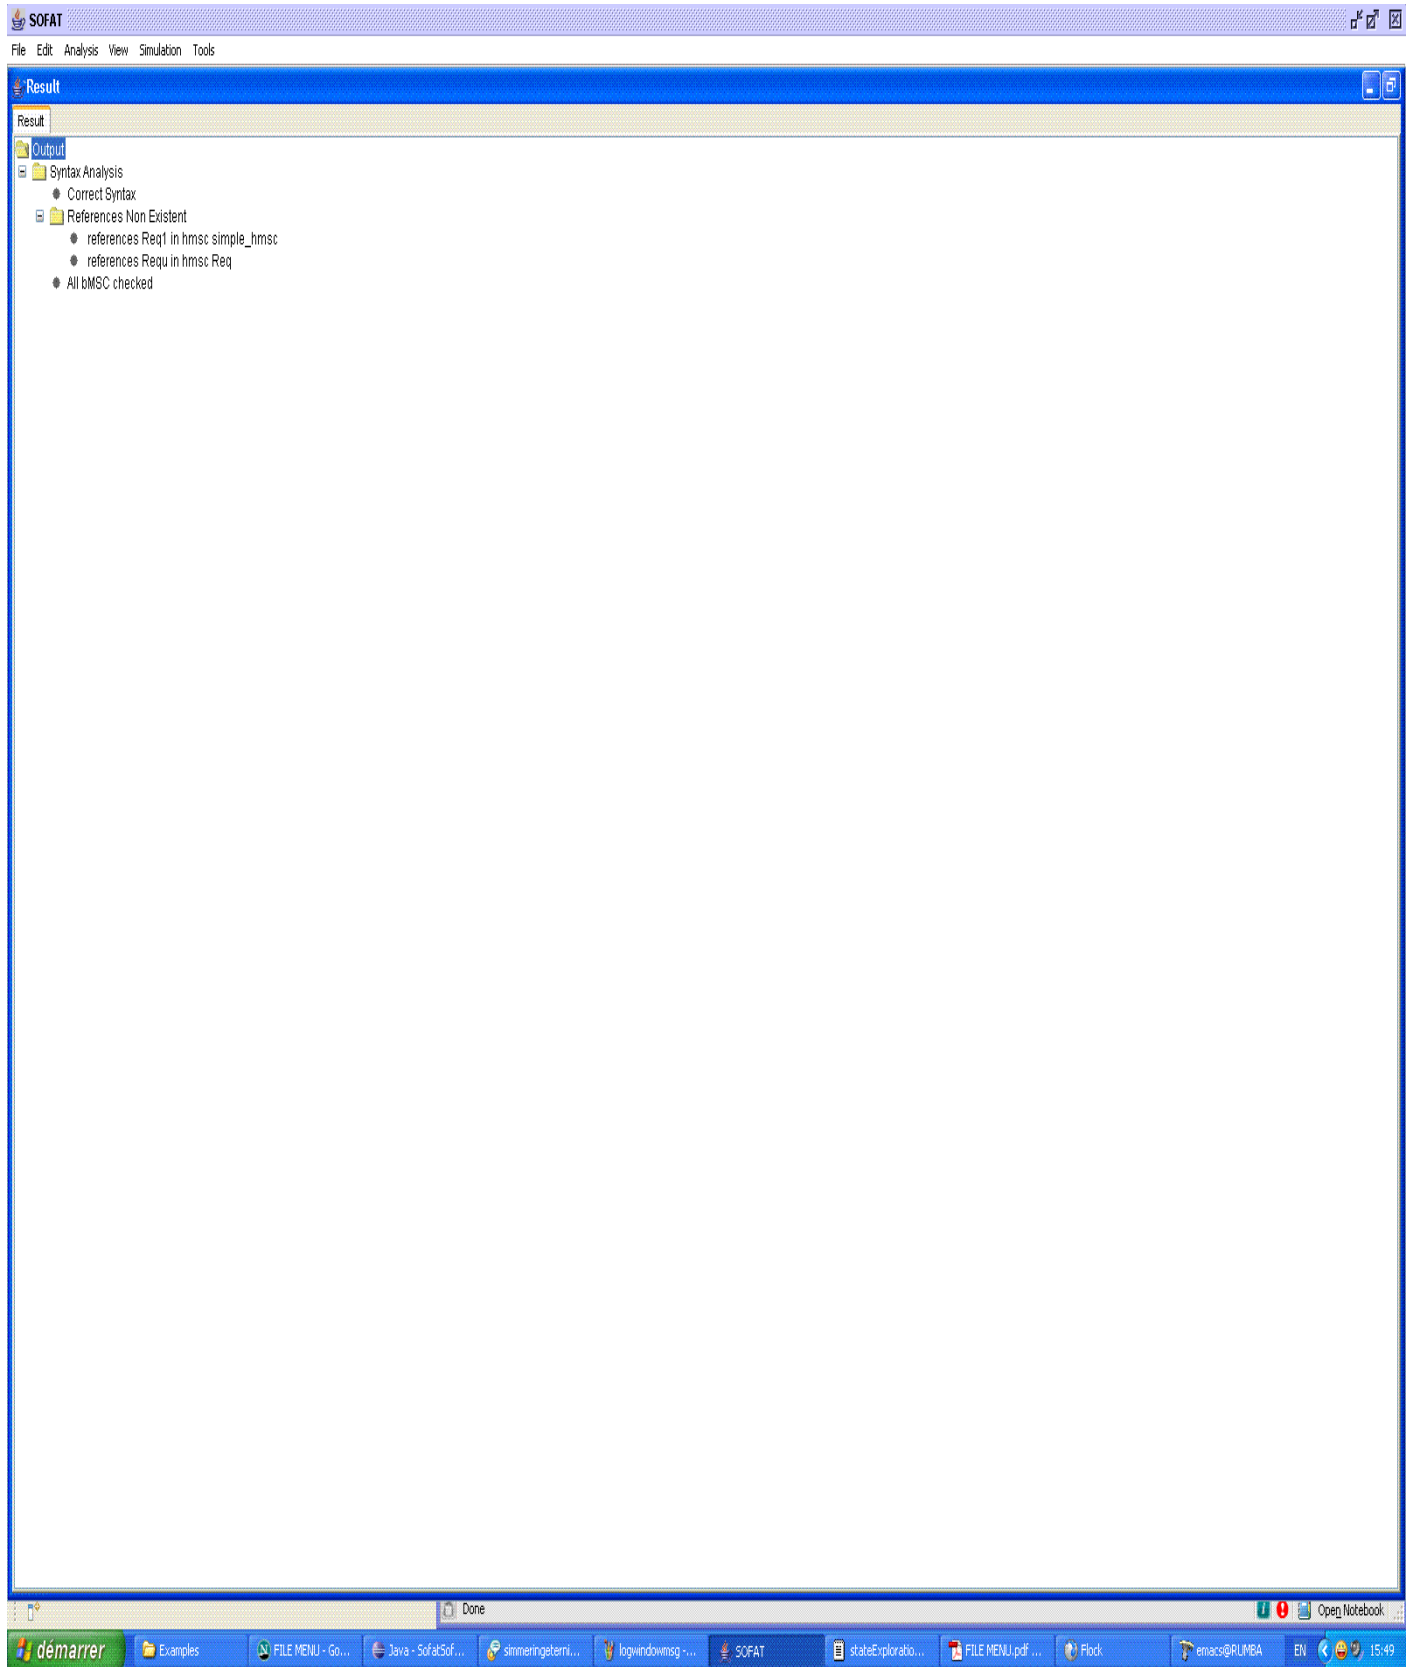 SOFAT
File Edit Analysis View Simulation Tools
Result
Result
Output
Syntax Analysis
Correct Syntax
References Non Existent
references Req1 in hmsc simple_hmsc
references Requ in hmsc Req
All bMSC checked
Done
Open Notebook
démarrer Examples FILE MENU - Go... Java - SofatSof... simmeringeterni... logwindowmsg -... SOFAT stateExploratio... FILE MENU.pdf ... Flock emacs@RUMBA EN 15:49